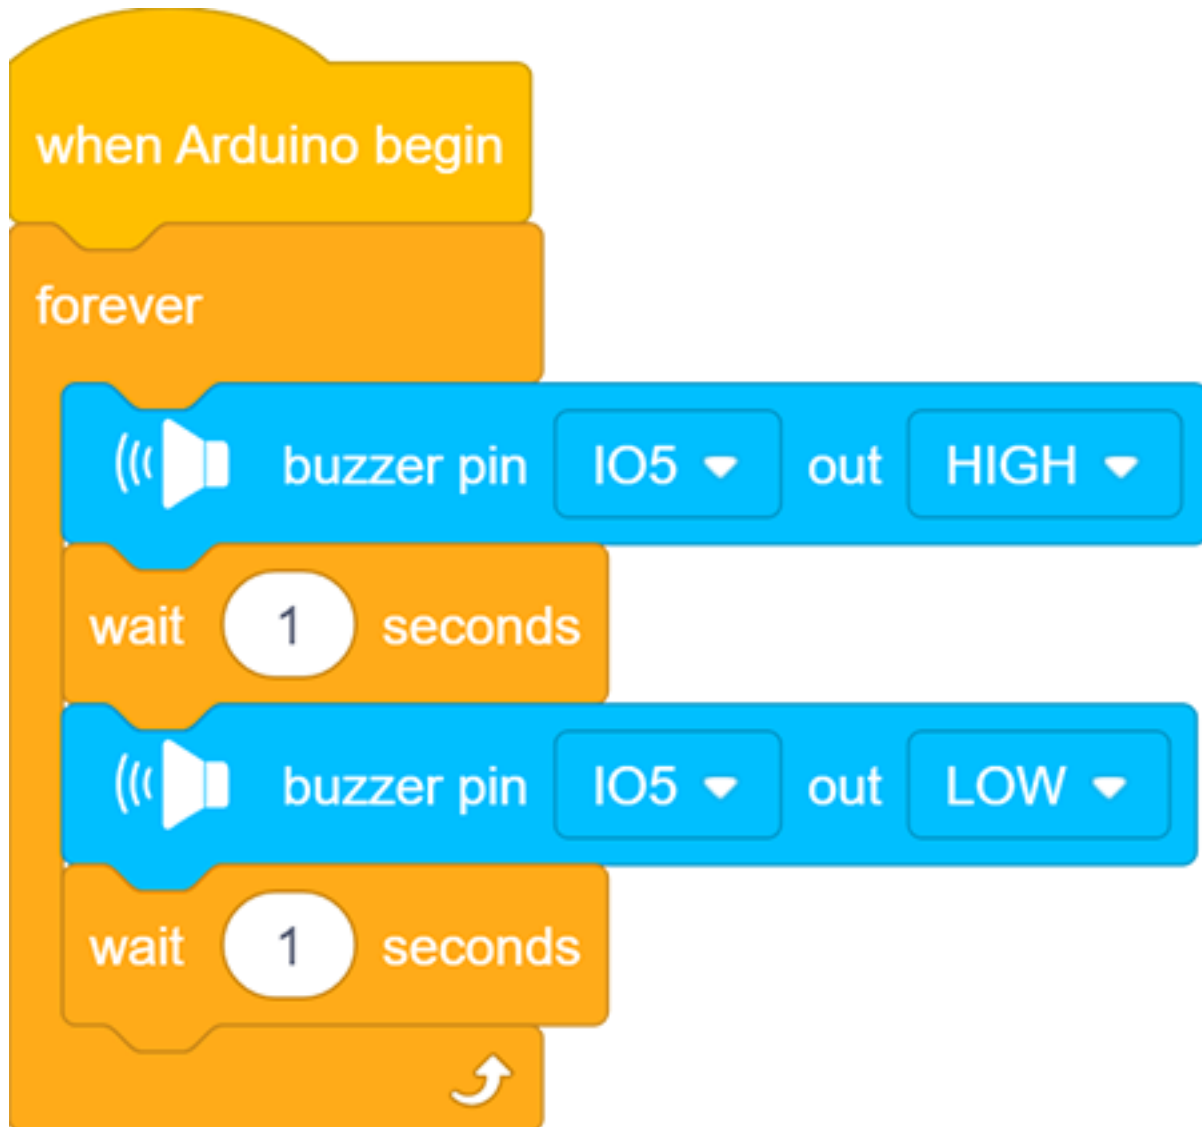 when Arduino begin
forever
buzzer pin IO5 out HIGH
wait 1 seconds
buzzer pin IO5 out LOW
wait 1 seconds